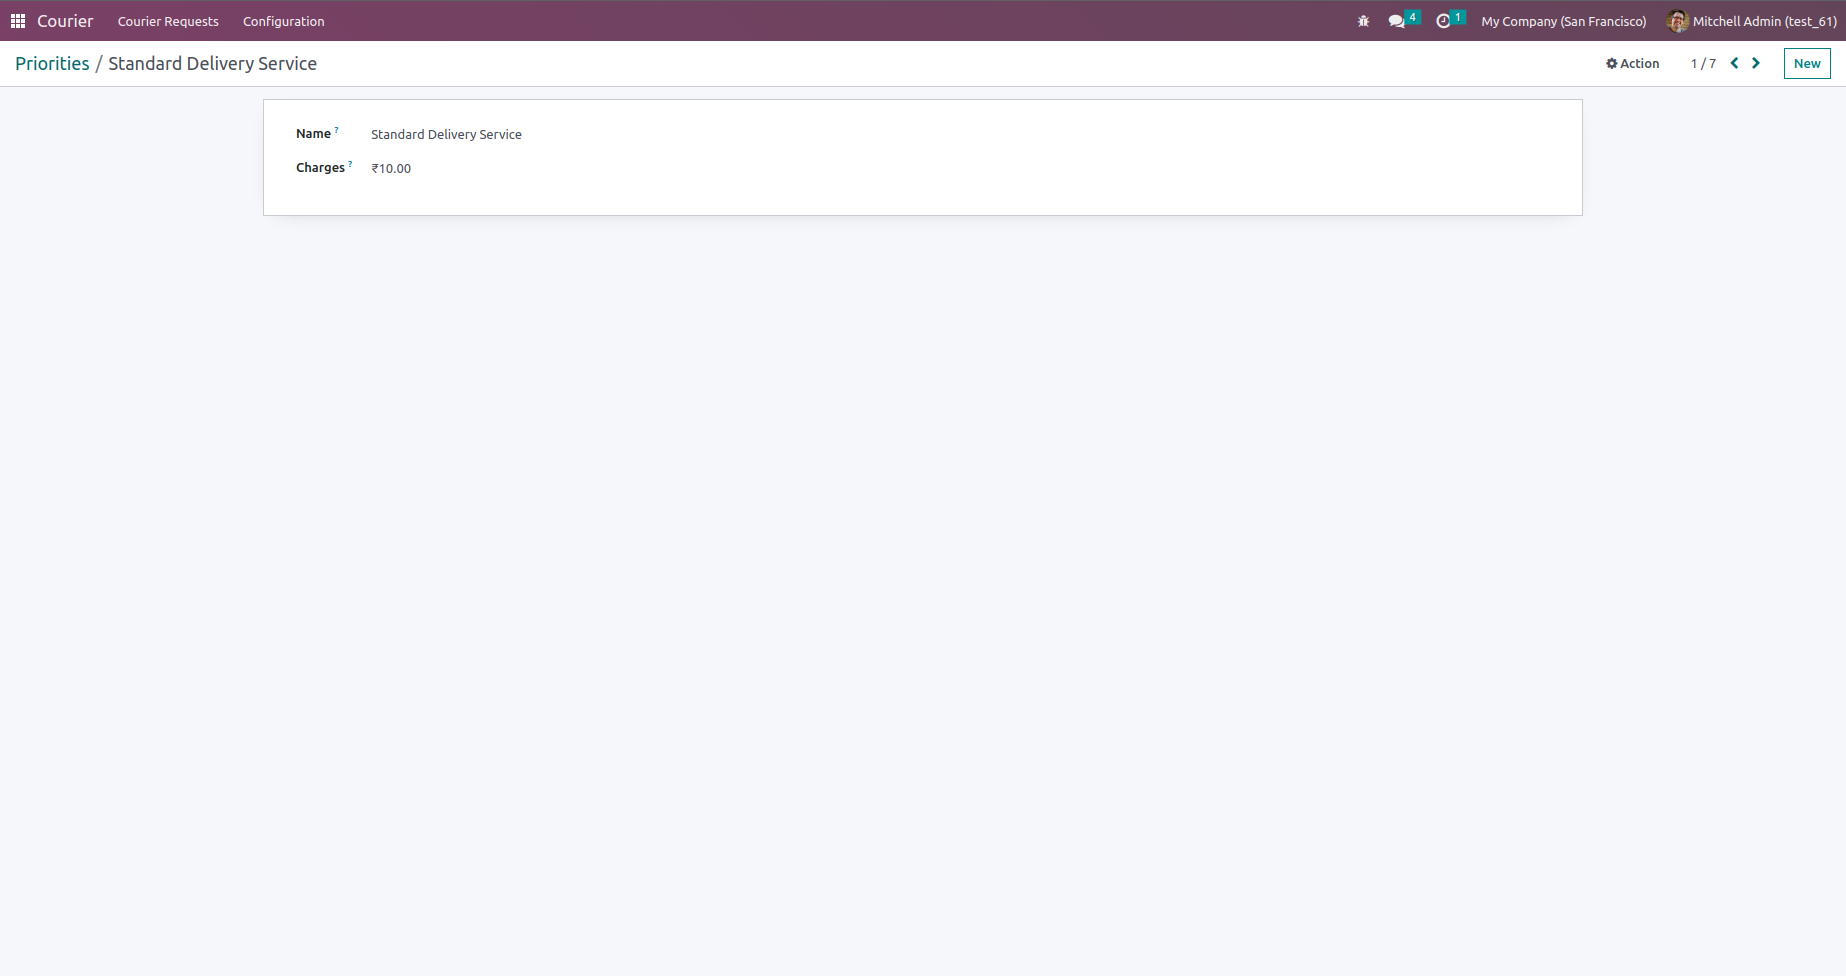 Courier Courier Requests Configuration 4 1 My Company (San Francisco) Mitchell Admin (test_61)
Priorities / Standard Delivery Service Action 1 / 7 New
Name ? Standard Delivery Service
Charges ? ₹10.00